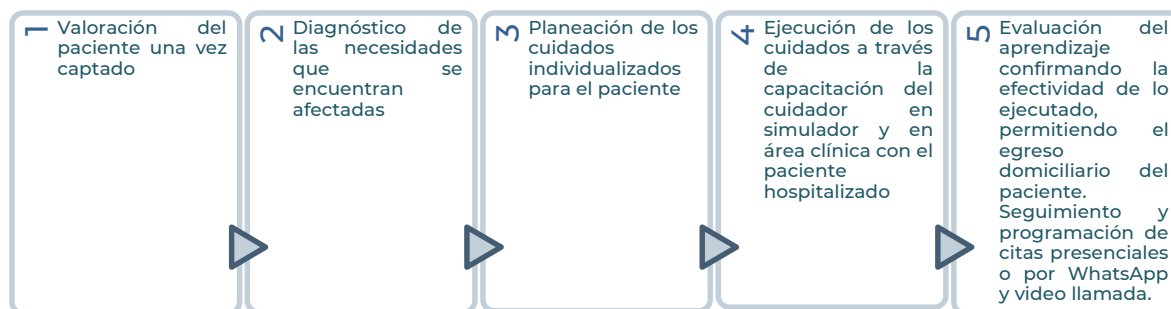 1
Valoración del
paciente una vez
captado
2
Diagnóstico de
las necesidades
que se
encuentran
afectadas
3
Planeación de los
cuidados
individualizados
para el paciente
4
Ejecución de los
cuidados a través
de la
capacitación del
cuidador en
simulador y en
área clínica con el
paciente
hospitalizado
5
Evaluación del
aprendizaje
confirmando la
efectividad de lo
ejecutado,
permitiendo el
egreso
domiciliario del
paciente.
Seguimiento y
programación de
citas presenciales
o por WhatsApp
y video llamada.